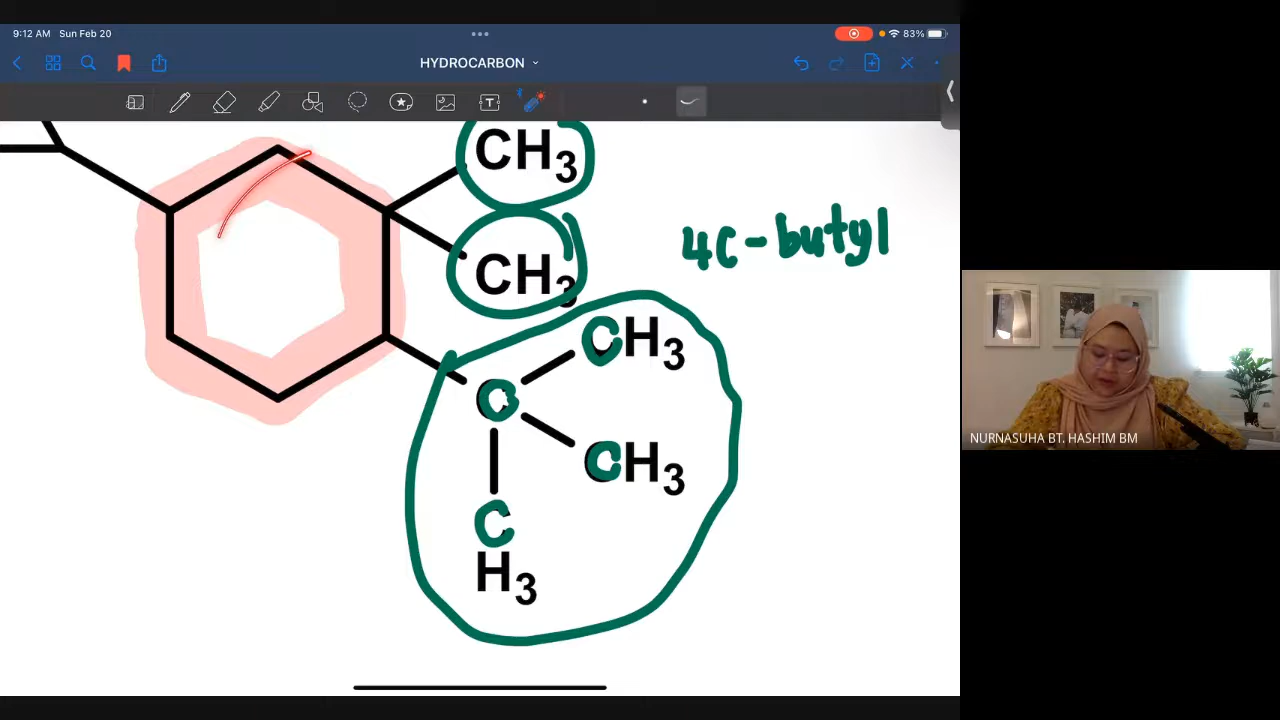 9:12 AM Sun Feb 20
83%
HYDROCARBON
T
CH3
CH3
4C-butyl
CH3
C
CH3
C
H3
NURNASUHA BT. HASHIM BM